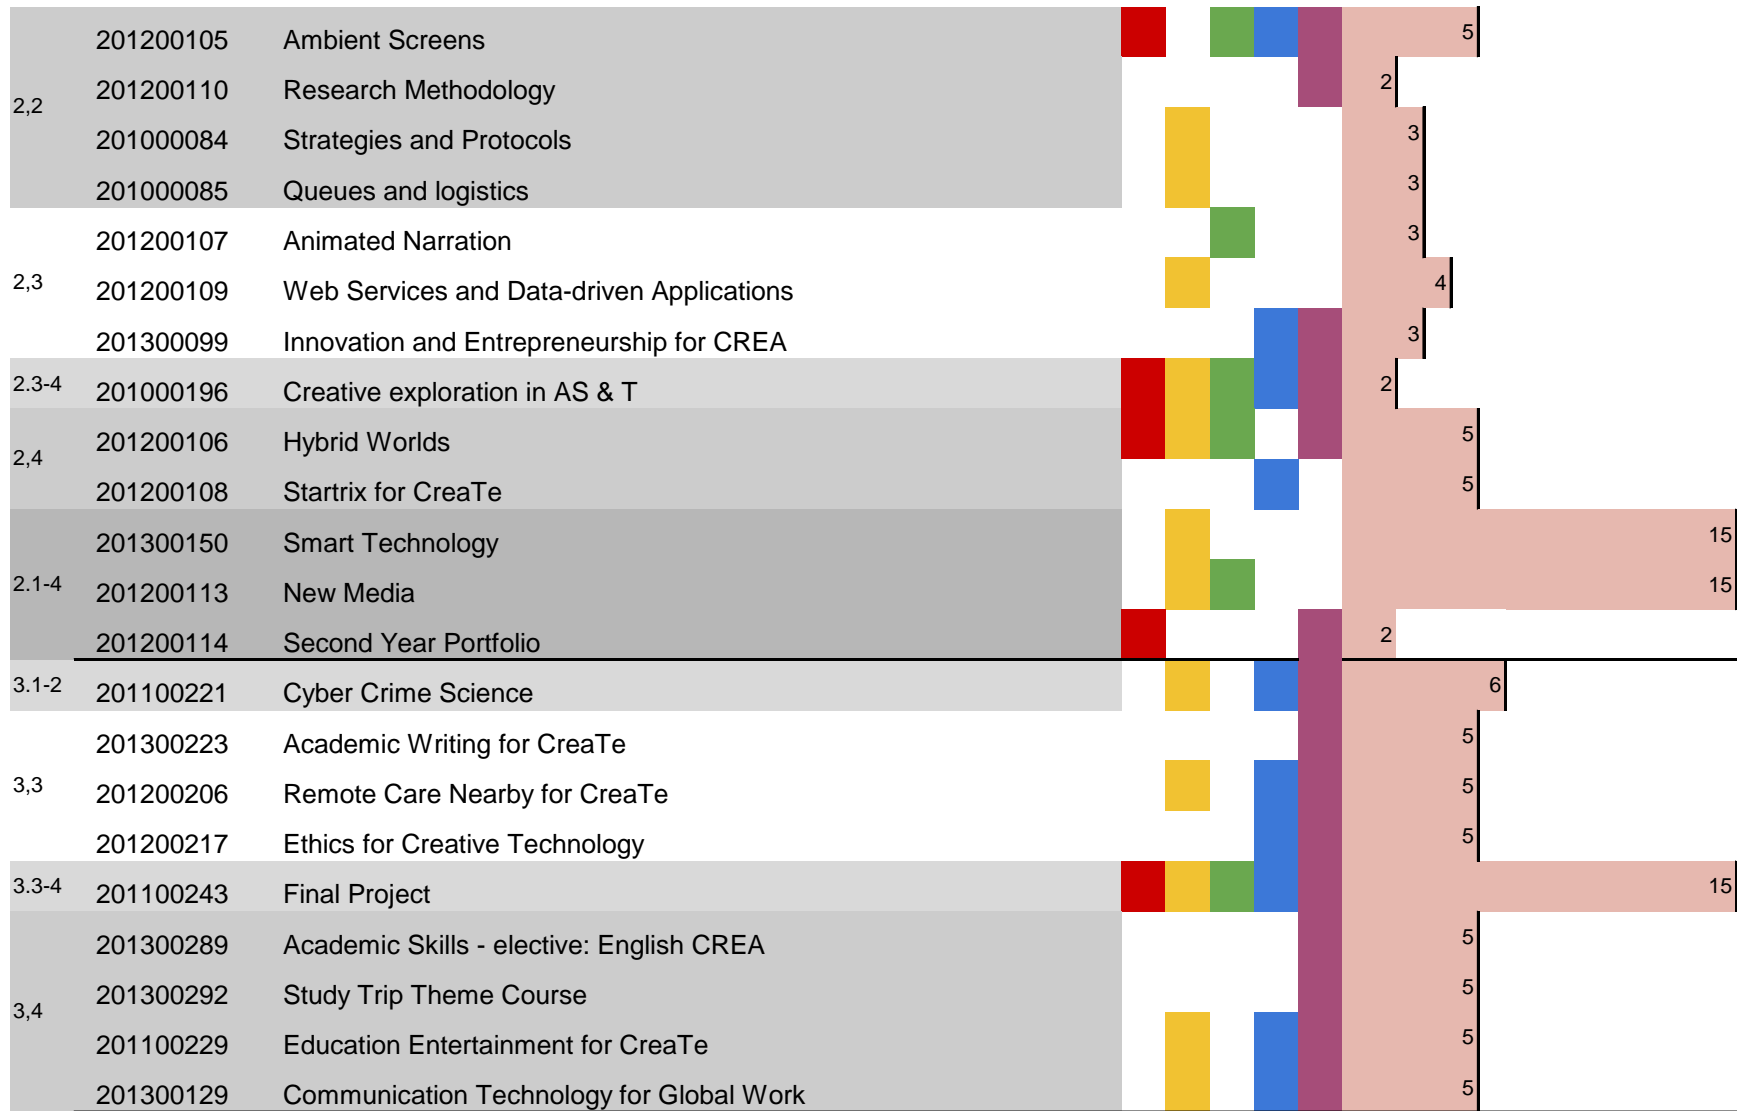 201200105 Ambient Screens 5
201200110 Research Methodology 2
2,2
201000084 Strategies and Protocols 3
201000085 Queues and logistics 3
201200107 Animated Narration 3
2,3
201200109 Web Services and Data-driven Applications 4
201300099 Innovation and Entrepreneurship for CREA 3
2.3-4 201000196 Creative exploration in AS & T 2
201200106 Hybrid Worlds 5
2,4
201200108 Startrix for CreaTe 5
201300150 Smart Technology 15
2.1-4 201200113 New Media 15
201200114 Second Year Portfolio 2
3.1-2 201100221 Cyber Crime Science 6
201300223 Academic Writing for CreaTe 5
3,3 201200206 Remote Care Nearby for CreaTe 5
201200217 Ethics for Creative Technology 5
3.3-4 201100243 Final Project 15
201300289 Academic Skills - elective: English CREA 5
201300292 Study Trip Theme Course 5
3,4
201100229 Education Entertainment for CreaTe 5
201300129 Communication Technology for Global Work 5